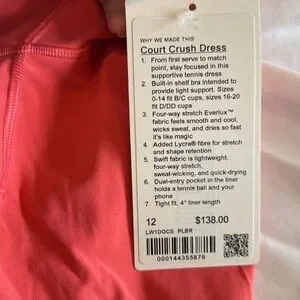 WHY WE MADE THIS
Court Crush Dress
1. From first serve to match
point, stay focused in this
supportive tennis dress
2. Built-in shelf bra intended to
provide light support. Sizes
0-14 fit B/C cups, sizes 16-20
fit D/DD cups
3. Four-way stretch Everlux™
fabric feels smooth and cool,
wicks sweat, and dries so fast
it's like magic
4. Added Lycra® fibre for stretch
and shape retention
5. Swift fabric is lightweight,
four-way stretch,
sweat-wicking, and quick-drying
6. Dual-entry pocket in the liner
holds a tennis ball and your
phone
7. Tight fit, 4" liner length
12 $138.00
LW1OOCS PLBR
000144355878